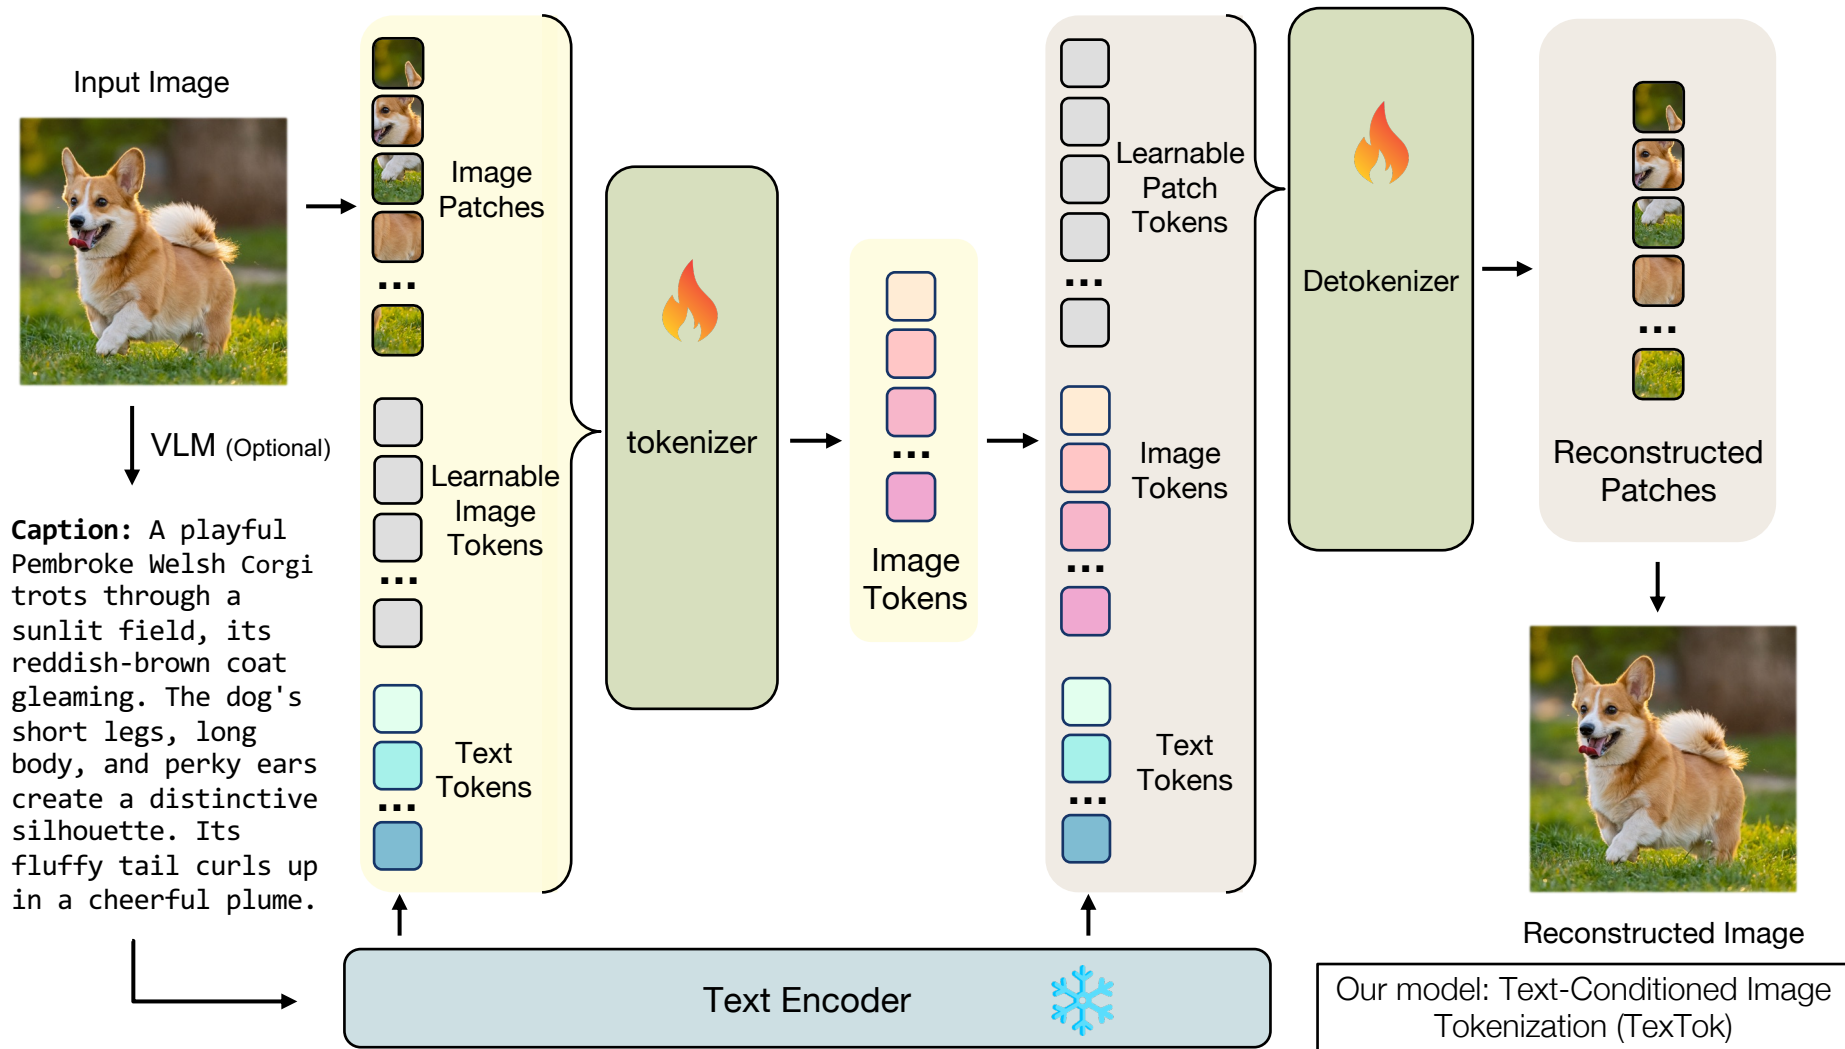 Input Image
VLM (Optional)
Caption: A playful
Pembroke Welsh Corgi
trots through a
sunlit field, its
reddish-brown coat
gleaming. The dog's
short legs, long
body, and perky ears
create a distinctive
silhouette. Its
fluffy tail curls up
in a cheerful plume.
Image
Patches
...
Learnable
Image
Tokens
...
Text
Tokens
...
tokenizer
...
Image
Tokens
Learnable
Patch
Tokens
...
Image
Tokens
...
Text
Tokens
...
Text Encoder
Detokenizer
...
Reconstructed
Patches
Reconstructed Image
Our model: Text-Conditioned Image
Tokenization (TexTok)